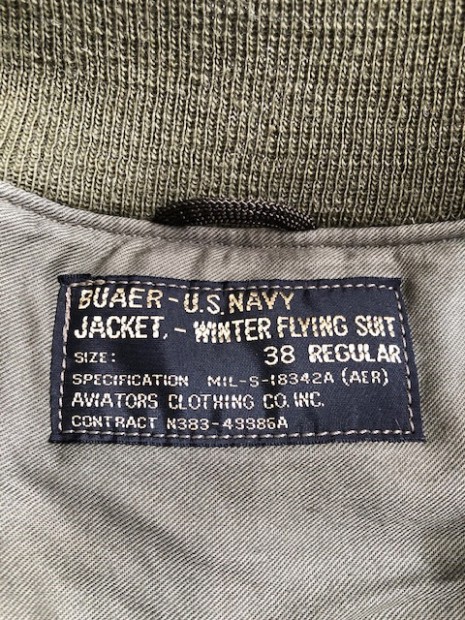 BUAER - U.S. NAVY
JACKET, - WINTER FLYING SUIT
SIZE: 38 REGULAR
SPECIFICATION MIL-S-18342A (AER)
AVIATORS CLOTHING CO. INC.
CONTRACT N383-49986A